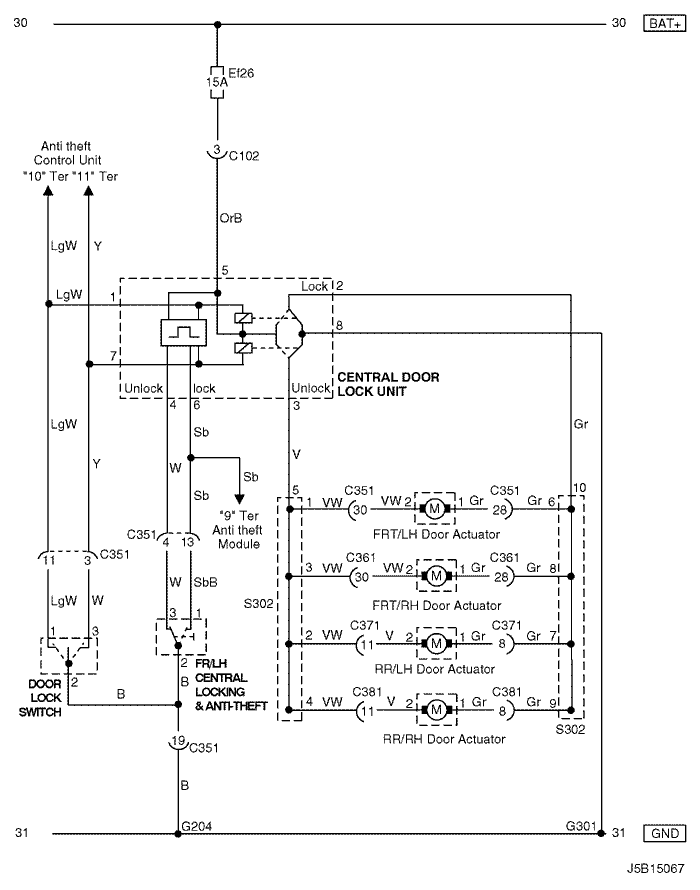 30
30 BAT+
Ef26
15A
3 C102
Anti theft
Control Unit
"10" Ter "11" Ter
OrB
LgW Y
5
LgW 1
Lock 2
8
7
Unlock lock
Unlock
CENTRAL DOOR
LOCK UNIT
4 6
3
LgW
Sb
Gr
V
Y
W
Sb
Sb
"9" Ter
Anti theft
Module
5
10
1 VW C351 30 VW 2 M 1 Gr C351 28 Gr 6
FRT/LH Door Actuator
C351 4 13
11 3 C351
3 VW C361 30 VW 2 M 1 Gr C361 28 Gr 8
FRT/RH Door Actuator
W SbB
LgW W
S302
3 1
1 3
2 VW C371 11 V 2 M 1 Gr C371 8 Gr 7
RR/LH Door Actuator
2
2
FR/LH
CENTRAL
LOCKING
& ANTI-THEFT
DOOR
LOCK
SWITCH
B
B
4 VW C381 11 V 2 M 1 Gr C381 8 Gr 9
RR/RH Door Actuator
S302
19 C351
B
G204
G301
31
31 GND
J5B15067